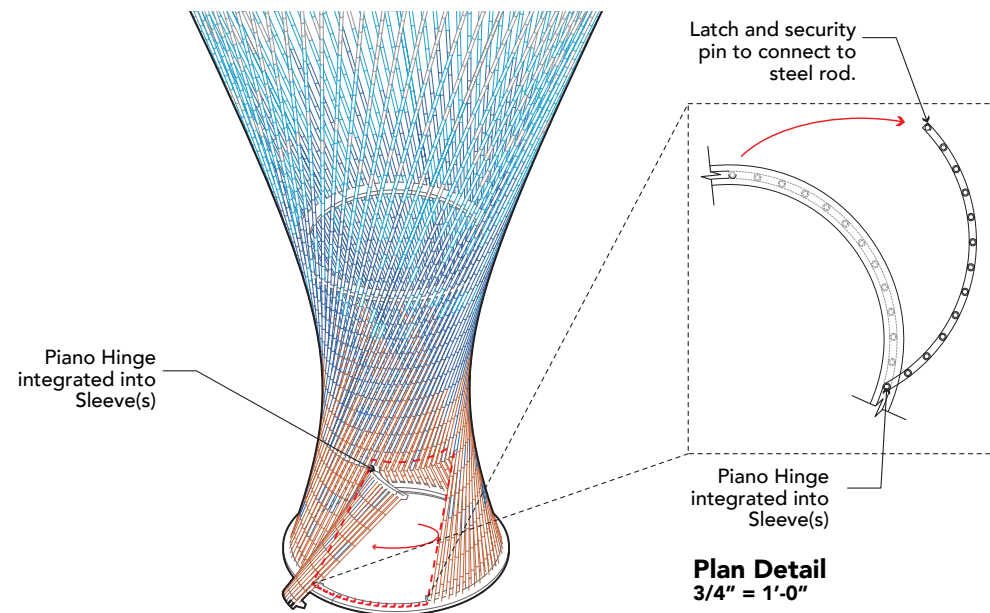 Latch and security
pin to connect to
steel rod.
Piano Hinge
integrated into
Sleeve(s)
Piano Hinge
integrated into
Sleeve(s)
Plan Detail
3/4" = 1'-0"